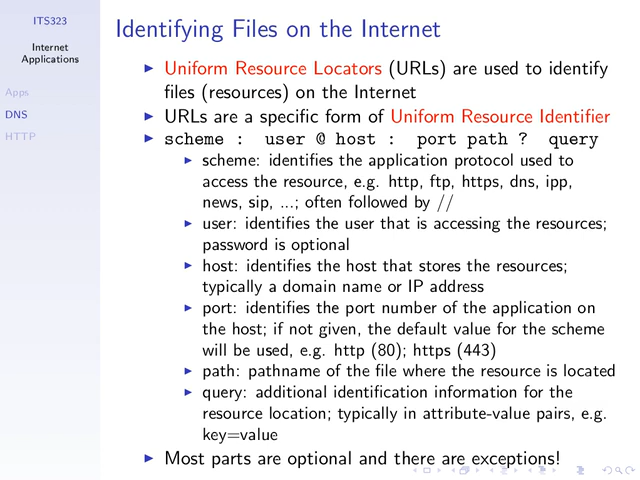 ITS323
Internet
Applications
Apps
DNS
HTTP
Identifying Files on the Internet
Uniform Resource Locators (URLs) are used to identify
files (resources) on the Internet
URLs are a specific form of Uniform Resource Identifier
scheme : user @ host : port path ? query
scheme: identifies the application protocol used to
access the resource, e.g. http, ftp, https, dns, ipp,
news, sip, ...; often followed by //
user: identifies the user that is accessing the resources;
password is optional
host: identifies the host that stores the resources;
typically a domain name or IP address
port: identifies the port number of the application on
the host; if not given, the default value for the scheme
will be used, e.g. http (80); https (443)
path: pathname of the file where the resource is located
query: additional identification information for the
resource location; typically in attribute-value pairs, e.g.
key=value
Most parts are optional and there are exceptions!